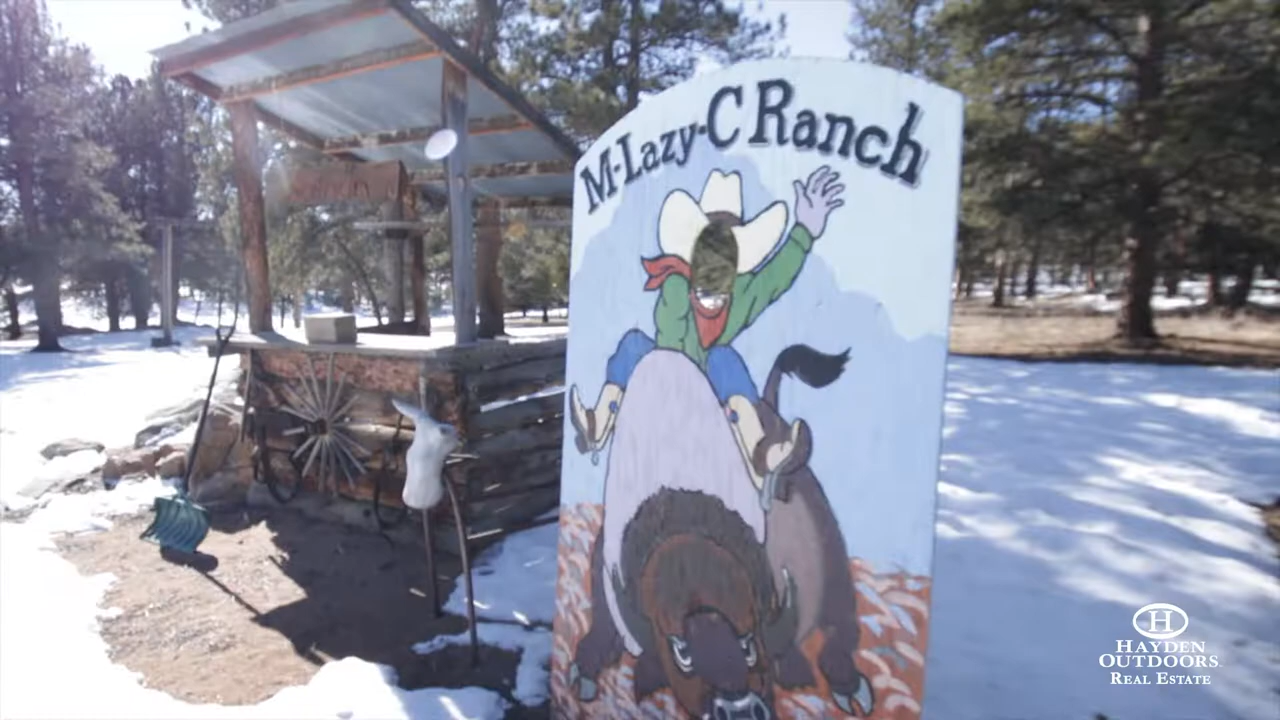 M-Lazy-C Ranch
H
HAYDEN
OUTDOORS
REAL ESTATE